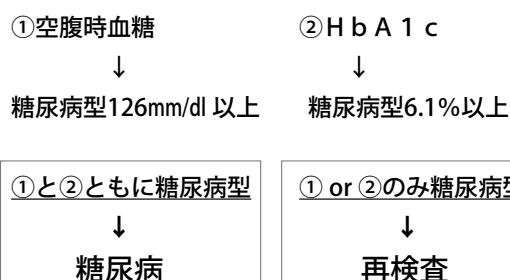 ①空腹時血糖
↓
糖尿病型126mm/dl 以上
②ＨｂＡ１ｃ
↓
糖尿病型6.1%以上
①と②ともに糖尿病型
↓
糖尿病
① or ②のみ糖尿病型
↓
再検査